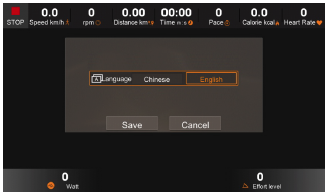 0.0 0 0.00 00:00 0 0.0 0
STOP Speed km/h rpm Distance km Time m:s Pace Calorie kcal Heart Rate
Language Chinese English
Save Cancel
0 0
Watt Effort level